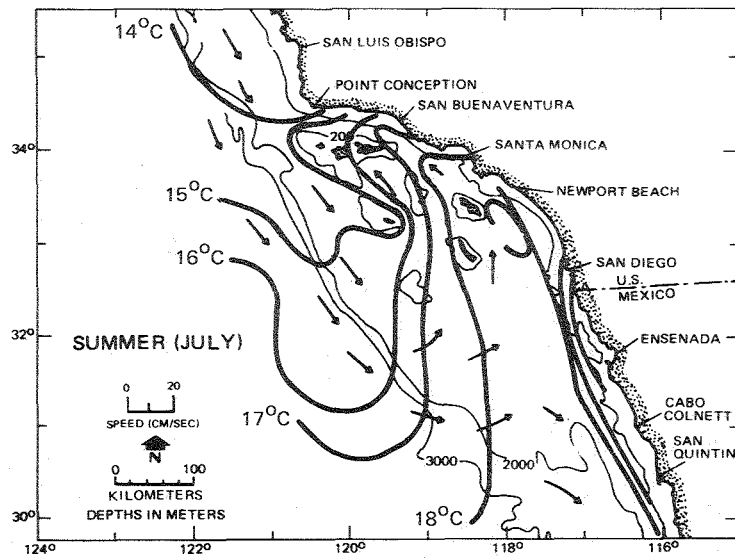 14°C
SAN LUIS OBISPO
POINT CONCEPTION
SAN BUENAVENTURA
200
34°
SANTA MONICA
15°C
NEWPORT BEACH
16°C
SAN DIEGO
U.S.
MEXICO
32°
SUMMER (JULY)
ENSENADA
0 20
SPEED (CM/SEC)
17°C
CABO
COLNETT
N
3000
2000
SAN
QUINTIN
0 100
KILOMETERS
DEPTHS IN METERS
18°C
30°
124° 122° 120° 118° 116°